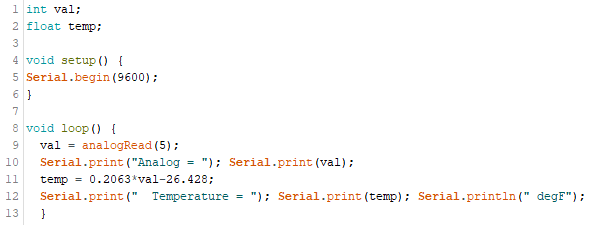 1 int val;
2 float temp;
3
4 void setup() {
5 Serial.begin(9600);
6 }
7
8 void loop() {
9   val = analogRead(5);
10   Serial.print("Analog = "); Serial.print(val);
11   temp = 0.2063*val-26.428;
12   Serial.print("  Temperature = "); Serial.print(temp); Serial.println(" degF");
13   }